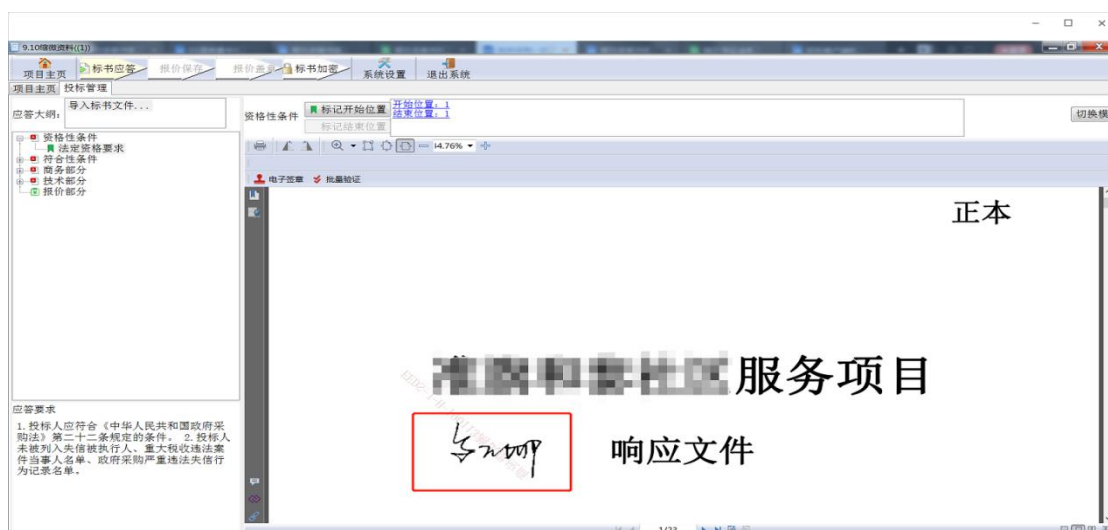 9.10缩微资料((1))
项目主页
标书应答
报价保存
报价盖章
标书加密
系统设置
退出系统
项目主页 投标管理
应答大纲:
导入标书文件...
资格性条件
法定资格要求
符合性条件
商务部分
技术部分
报价部分
应答要求
1.投标人应符合《中华人民共和国政府采
购法》第二十二条规定的条件。 2.投标人
未被列入失信被执行人、重大税收违法案
件当事人名单、政府采购严重违法失信行
为记录名单。
资格性条件
标记开始位置
标记结束位置
开始位置: 1
结束位置: 1
切换模
电子签章
批量验证
正本
服务项目
响应文件
1/23